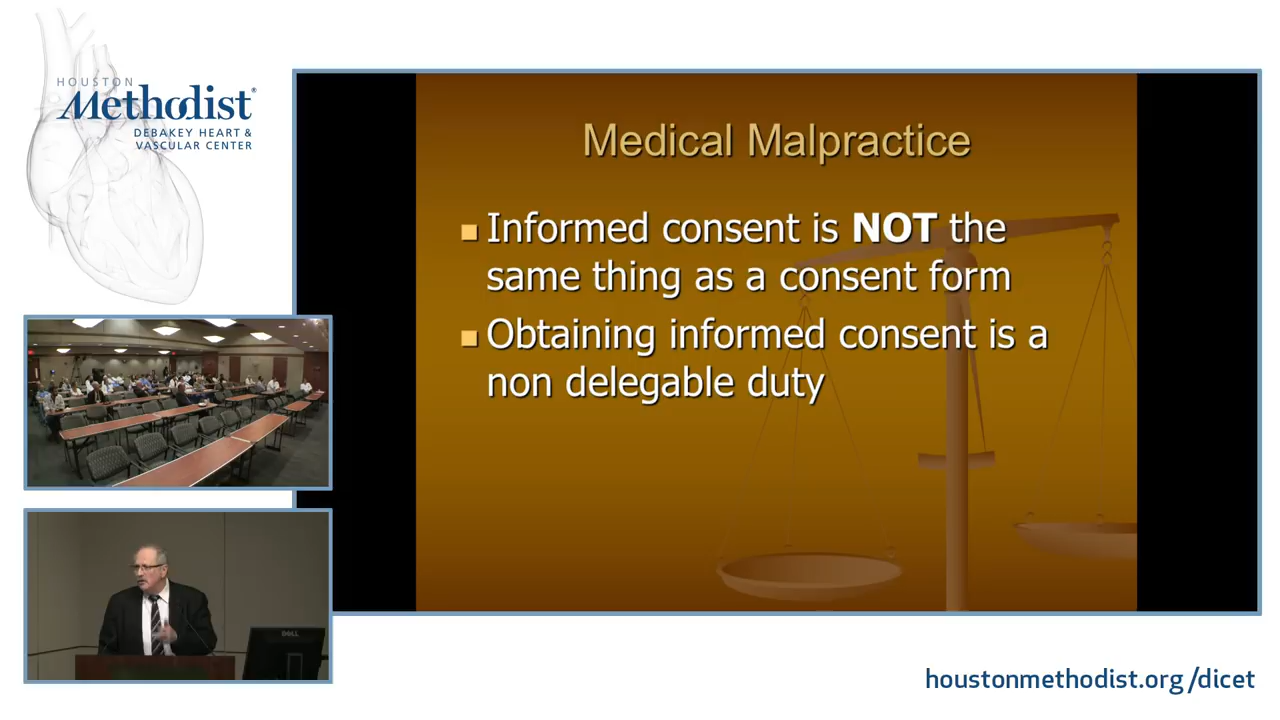 HOUSTON
Methodist®
DEBAKEY HEART &
VASCULAR CENTER
Medical Malpractice
Informed consent is NOT the
same thing as a consent form
Obtaining informed consent is a
non delegable duty
DELL
houstonmethodist.org/dicet